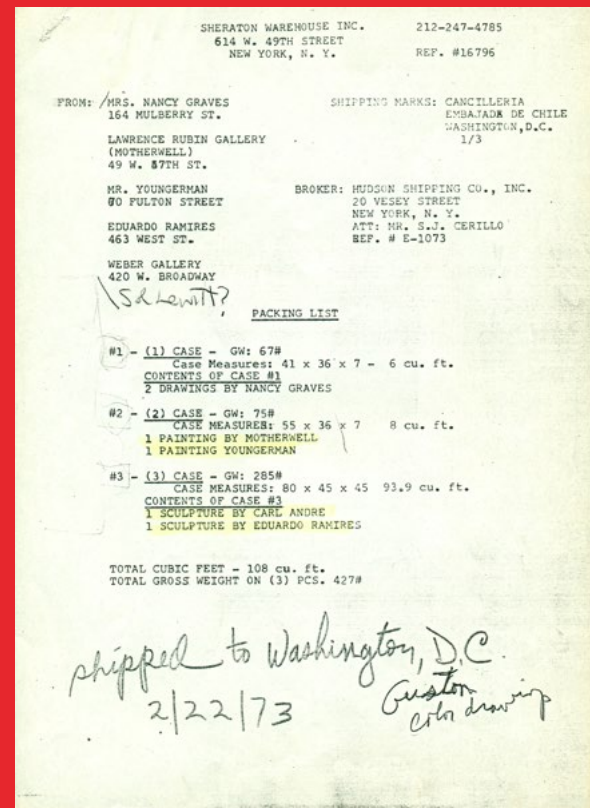 SHERATON WAREHOUSE INC. 212-247-4785
614 W. 49TH STREET
NEW YORK, N. Y. REF. #16796
FROM: MRS. NANCY GRAVES SHIPPING MARKS: CANCILLERIA
164 MULBERRY ST. EMBAJADE DE CHILE
WASHINGTON,D.C.
LAWRENCE RUBIN GALLERY 1/3
(MOTHERWELL)
49 W. 57TH ST.
MR. YOUNGERMAN BROKER: HUDSON SHIPPING CO., INC.
FULTON STREET 20 VESEY STREET
NEW YORK, N. Y.
EDUARDO RAMIRES ATT: MR. S.J. CERILLO
463 WEST ST. REF. # E-1073
WEBER GALLERY
420 W. BROADWAY
Sol Lewitt?
PACKING LIST
#1 - (1) CASE - GW: 67#
Case Measures: 41 x 36 x 7 - 6 cu. ft.
CONTENTS OF CASE #1
2 DRAWINGS BY NANCY GRAVES
#2 - (2) CASE - GW: 75#
CASE MEASURES: 55 x 36 x 7 8 cu. ft.
1 PAINTING BY MOTHERWELL
1 PAINTING YOUNGERMAN
#3 - (3) CASE - GW: 285#
CASE MEASURES: 80 x 45 x 45 93.9 cu. ft.
CONTENTS OF CASE #3
1 SCULPTURE BY CARL ANDRE
1 SCULPTURE BY EDUARDO RAMIRES
TOTAL CUBIC FEET - 108 cu. ft.
TOTAL GROSS WEIGHT ON (3) PCS. 427#
shipped to Washington, D.C.
2/22/73
Guston
color drawing